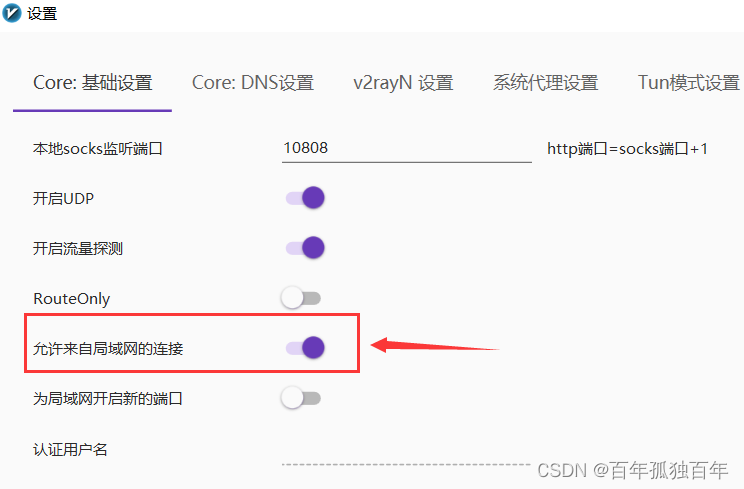 设置
Core: 基础设置 Core: DNS设置 v2rayN 设置 系统代理设置 Tun模式设置
本地socks监听端口 10808 http端口=socks端口+1
开启UDP
开启流量探测
RouteOnly
允许来自局域网的连接
为局域网开启新的端口
认证用户名
CSDN @百年孤独百年